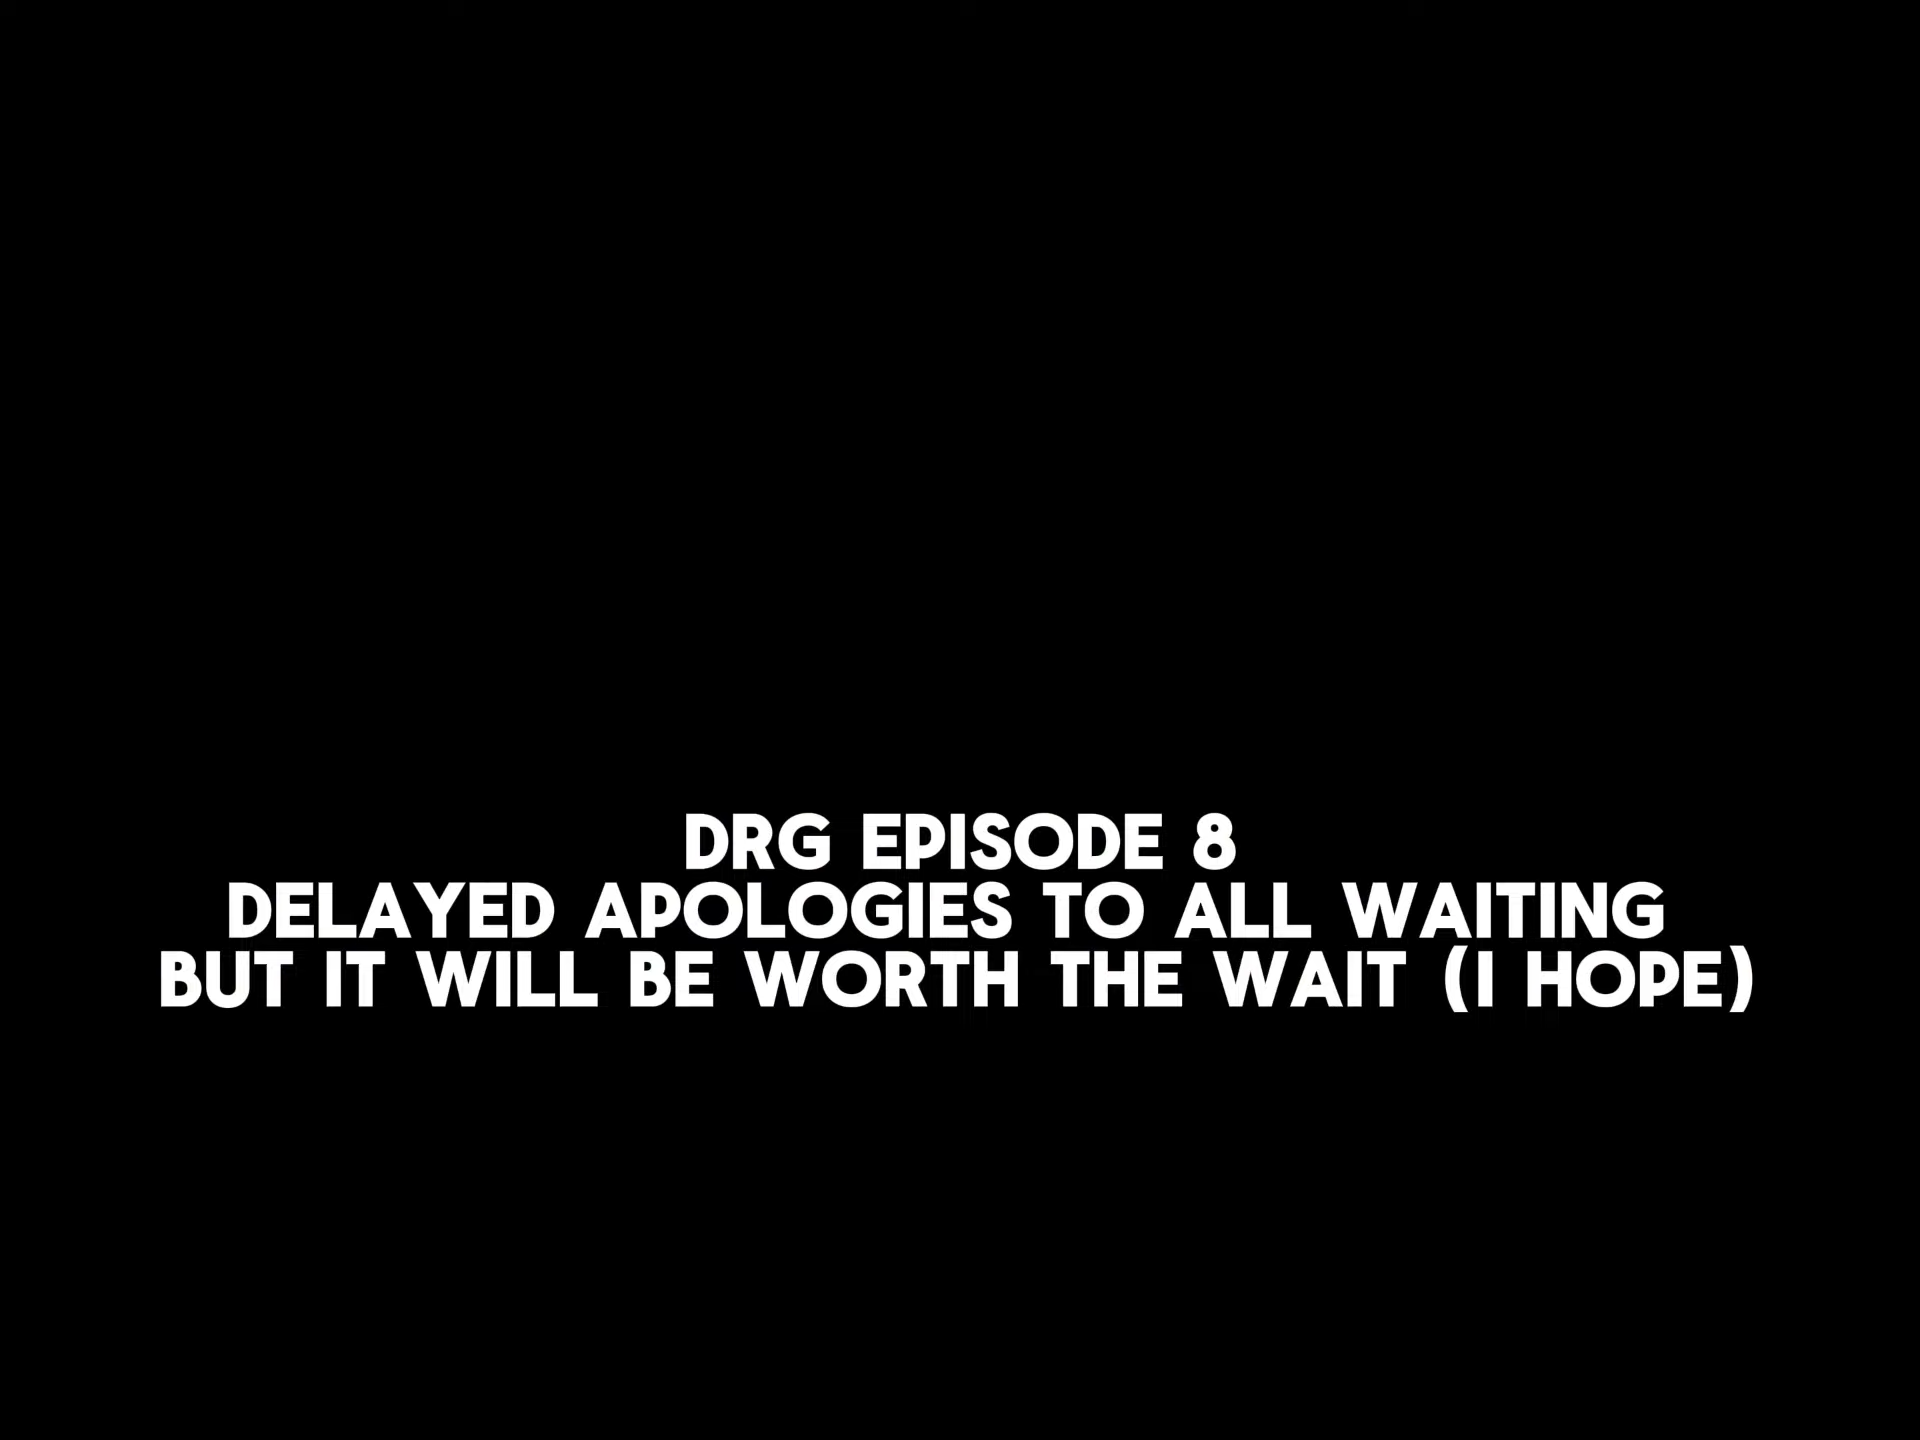 DRG EPISODE 8
DELAYED APOLOGIES TO ALL WAITING
BUT IT WILL BE WORTH THE WAIT (I HOPE)